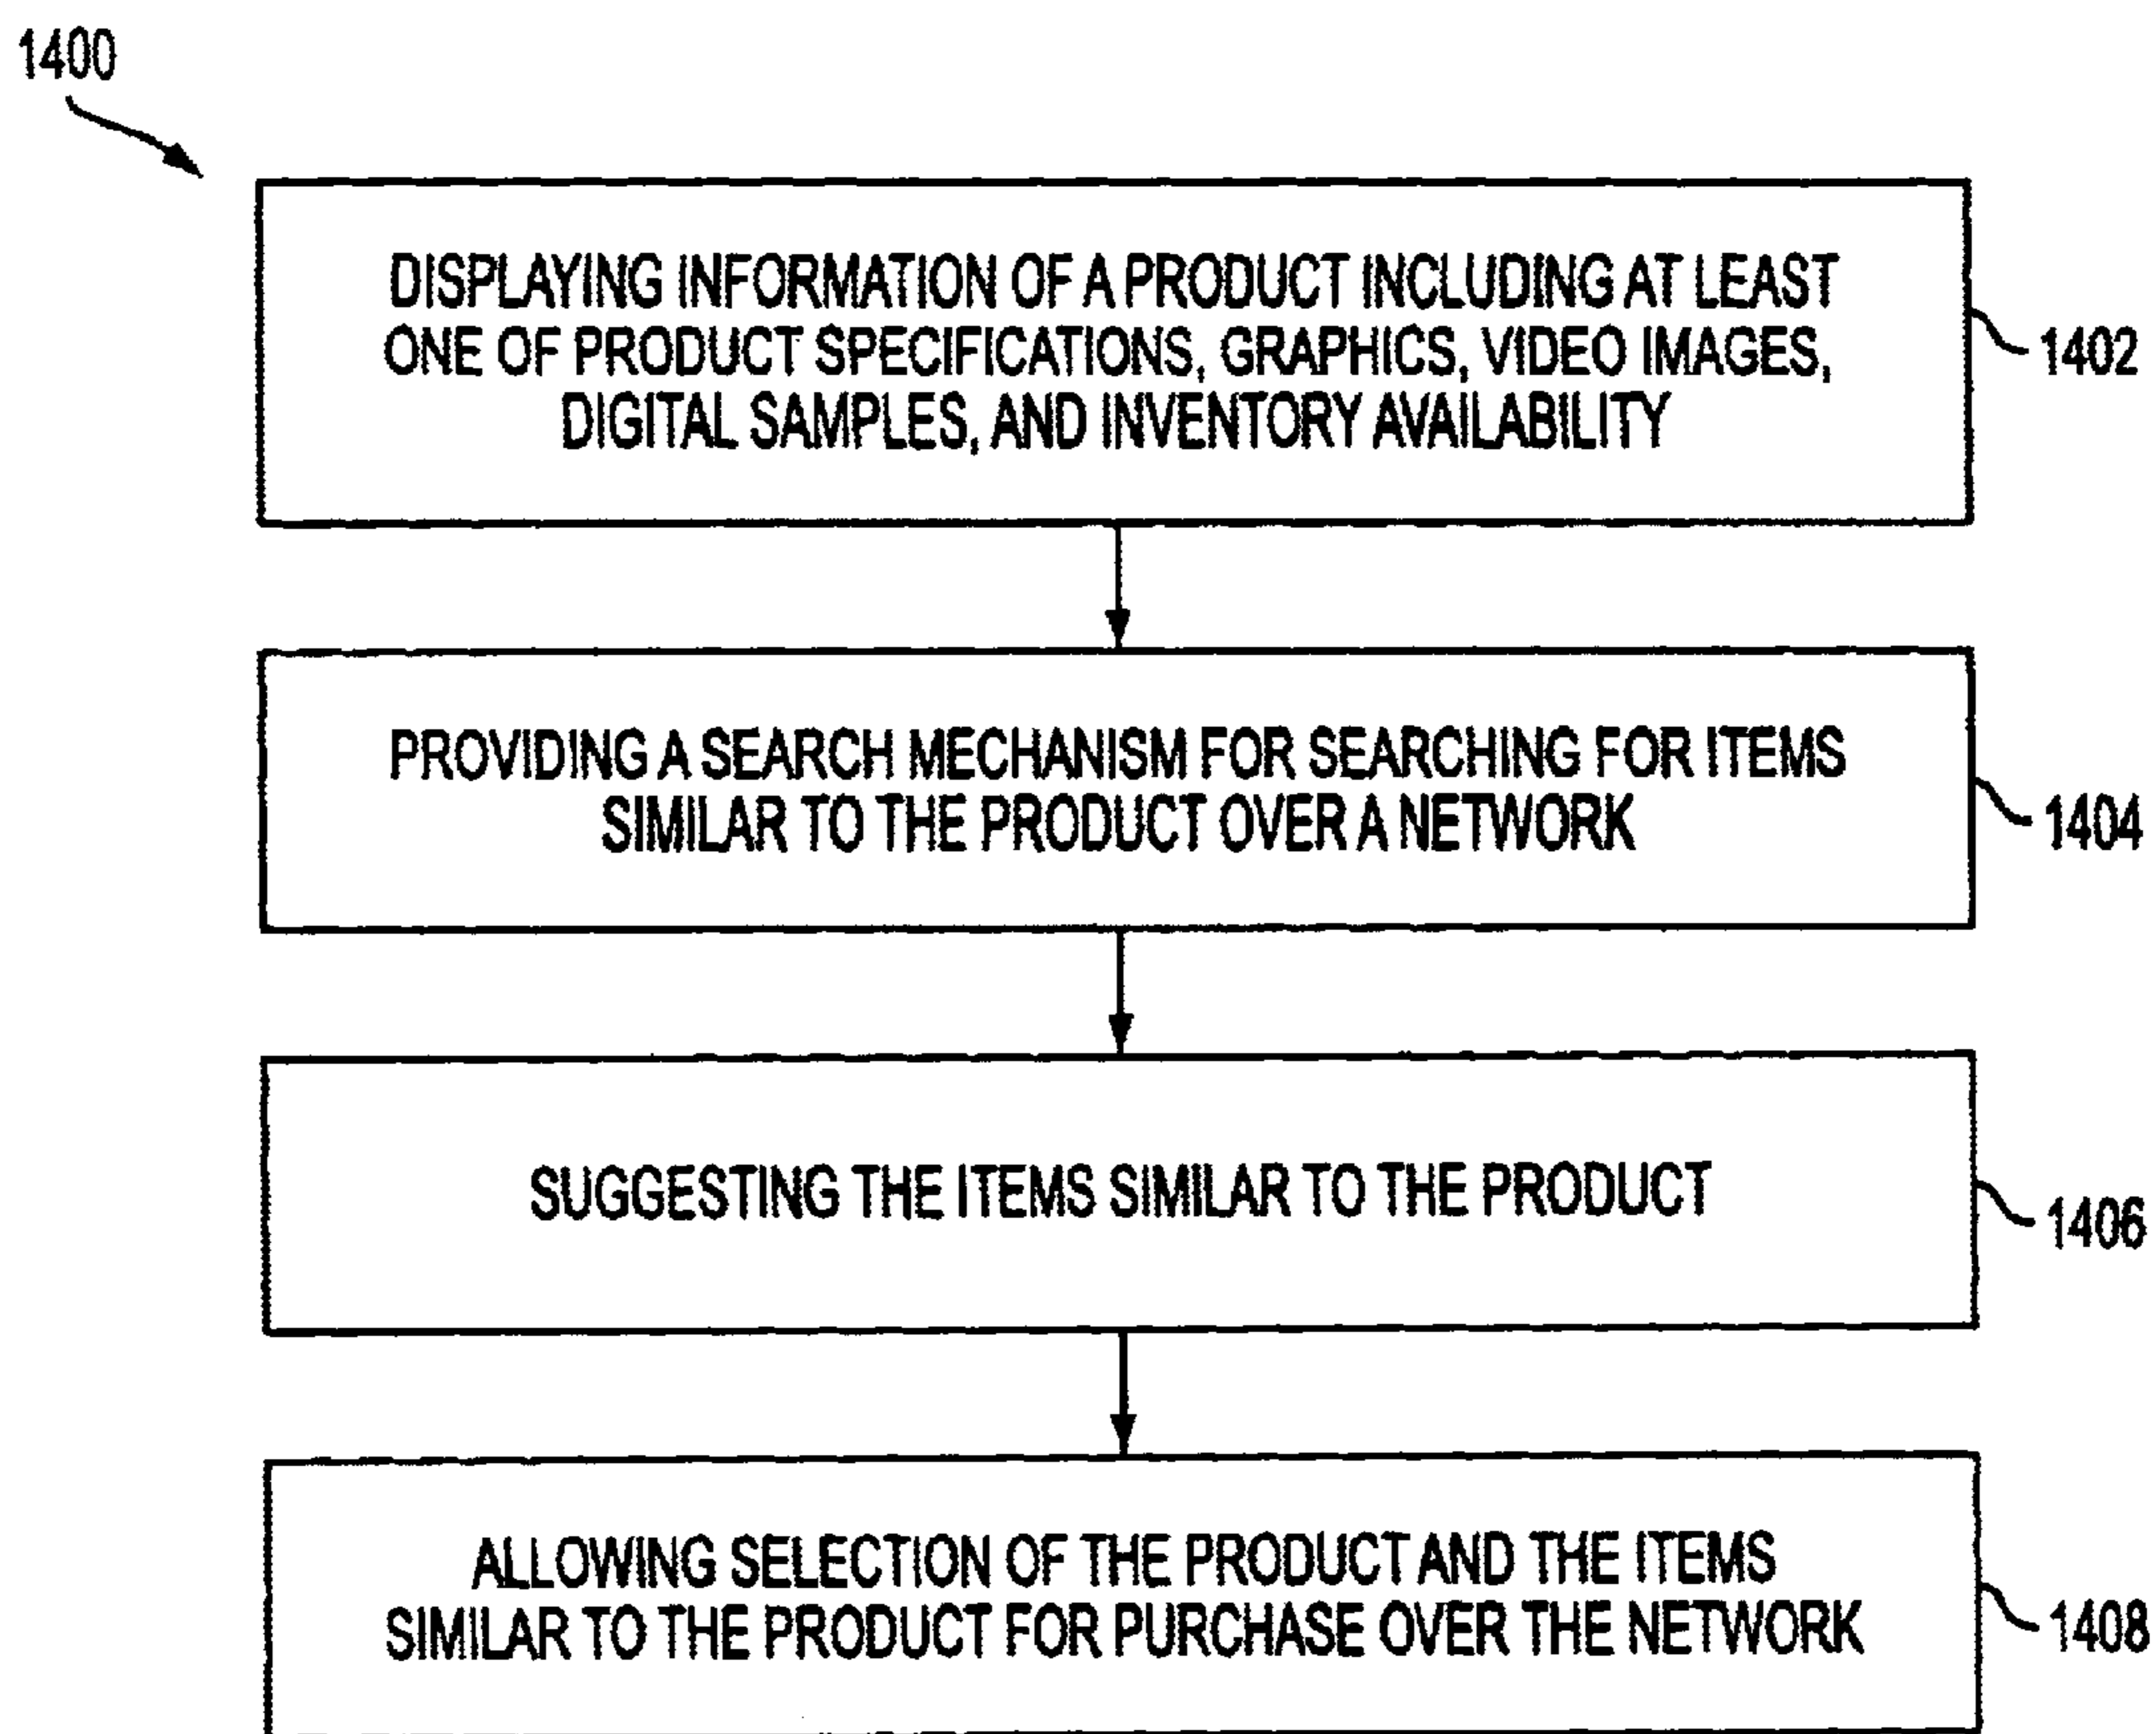 1400
DISPLAYING INFORMATION OF A PRODUCT INCLUDING AT LEAST
ONE OF PRODUCT SPECIFICATIONS, GRAPHICS, VIDEO IMAGES,
DIGITAL SAMPLES, AND INVENTORY AVAILABILITY
1402
PROVIDING A SEARCH MECHANISM FOR SEARCHING FOR ITEMS
SIMILAR TO THE PRODUCT OVER A NETWORK
1404
SUGGESTING THE ITEMS SIMILAR TO THE PRODUCT
1406
ALLOWING SELECTION OF THE PRODUCT AND THE ITEMS
SIMILAR TO THE PRODUCT FOR PURCHASE OVER THE NETWORK
1408